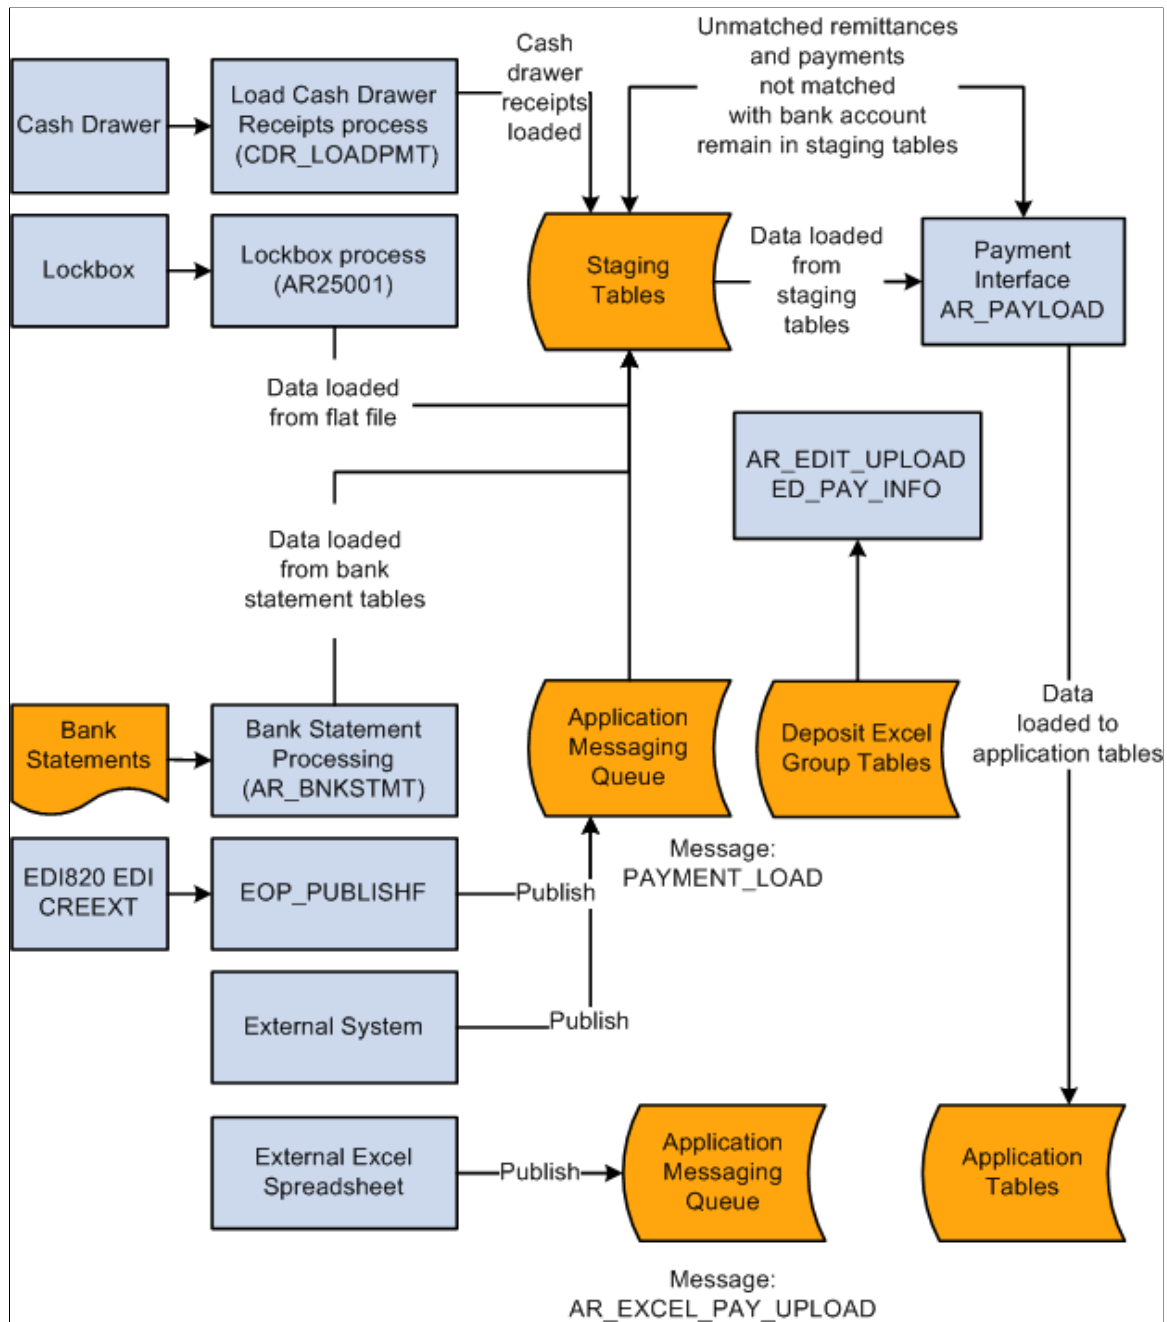 Cash Drawer
Load Cash Drawer
Receipts process
(CDR_LOADPMT)
Cash
drawer
receipts
loaded
Unmatched remittances
and payments
not matched
with bank account
remain in staging tables
Lockbox
Lockbox process
(AR25001)
Staging
Tables
Data loaded
from
staging
tables
Payment
Interface
AR_PAYLOAD
Data loaded
from flat file
AR_EDIT_UPLOAD
ED_PAY_INFO
Data loaded
from bank
statement tables
Bank
Statements
Bank Statement
Processing
(AR_BNKSTMT)
Application
Messaging
Queue
Deposit Excel
Group Tables
Data
loaded to
application tables
Message:
PAYMENT_LOAD
EDI820 EDI
CREEXT
EOP_PUBLISHF
Publish
External System
Publish
External Excel
Spreadsheet
Publish
Application
Messaging
Queue
Application
Tables
Message:
AR_EXCEL_PAY_UPLOAD